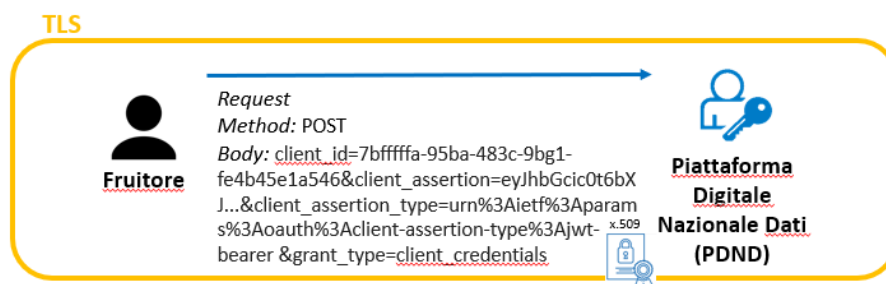 TLS
Request
Method: POST
Body: client_id=7bfffffa-95ba-483c-9bg1-
fe4b45e1a546&client_assertion=eyJhbGcic0t6bX
J...&client_assertion_type=urn%3Aietf%3Aparam
s%3Aoauth%3Aclient-assertion-type%3Ajwt-
bearer &grant_type=client_credentials
Fruitore
x.509
Piattaforma
Digitale
Nazionale Dati
(PDND)